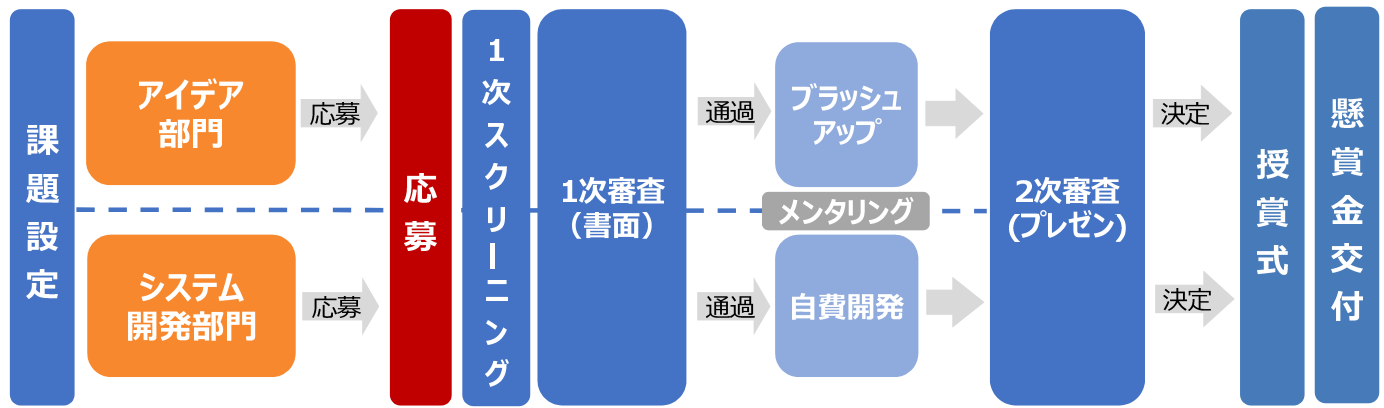 課題設定
アイデア
部門
応募
システム
開発部門
応募
応募
1次スクリーニング
1次審査
（書面）
通過
ブラッシュ
アップ
メンタリング
通過
自費開発
2次審査
(プレゼン)
決定
決定
授賞式
懸賞金交付